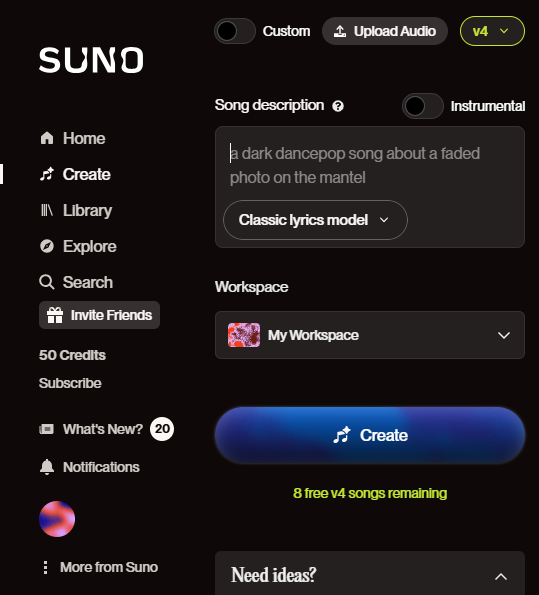 SUNO
Home
Create
Library
Explore
Search
Invite Friends
50 Credits
Subscribe
What's New? 20
Notifications
More from Suno
Custom
Upload Audio
v4
Song description ?
Instrumental
a dark dancepop song about a faded
photo on the mantel
Classic lyrics model
Workspace
My Workspace
Create
8 free v4 songs remaining
Need ideas?